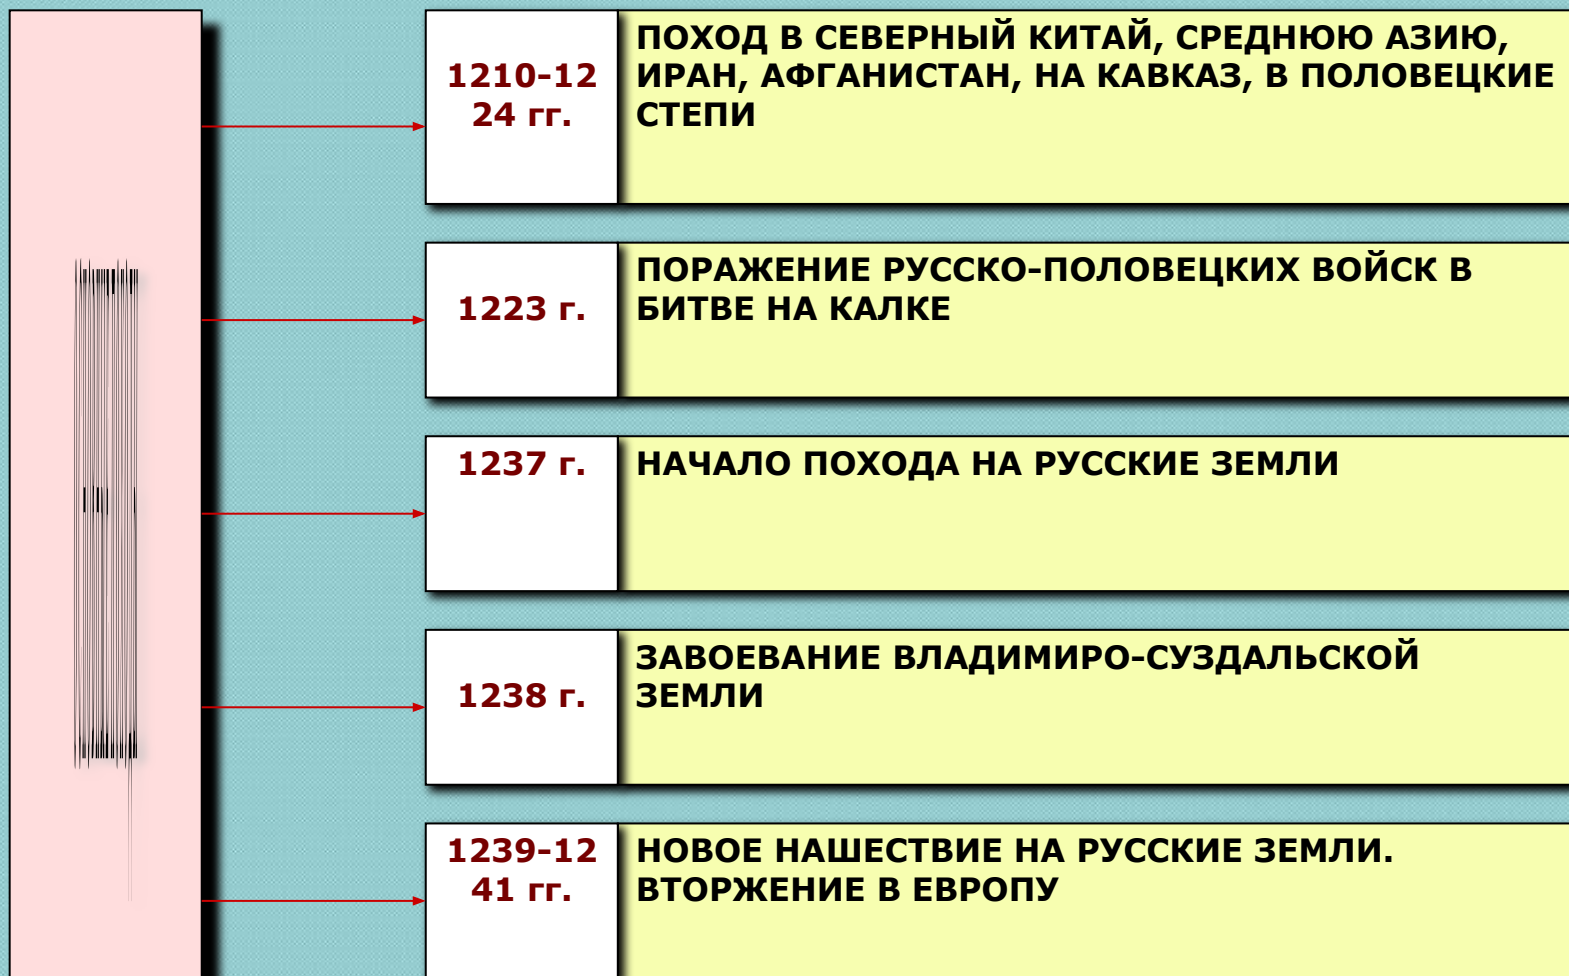 1210-12
24 гг.
ПОХОД В СЕВЕРНЫЙ КИТАЙ, СРЕДНЮЮ АЗИЮ,
ИРАН, АФГАНИСТАН, НА КАВКАЗ, В ПОЛОВЕЦКИЕ
СТЕПИ
1223 г.
ПОРАЖЕНИЕ РУССКО-ПОЛОВЕЦКИХ ВОЙСК В
БИТВЕ НА КАЛКЕ
1237 г.
НАЧАЛО ПОХОДА НА РУССКИЕ ЗЕМЛИ
1238 г.
ЗАВОЕВАНИЕ ВЛАДИМИРО-СУЗДАЛЬСКОЙ
ЗЕМЛИ
1239-12
41 гг.
НОВОЕ НАШЕСТВИЕ НА РУССКИЕ ЗЕМЛИ.
ВТОРЖЕНИЕ В ЕВРОПУ